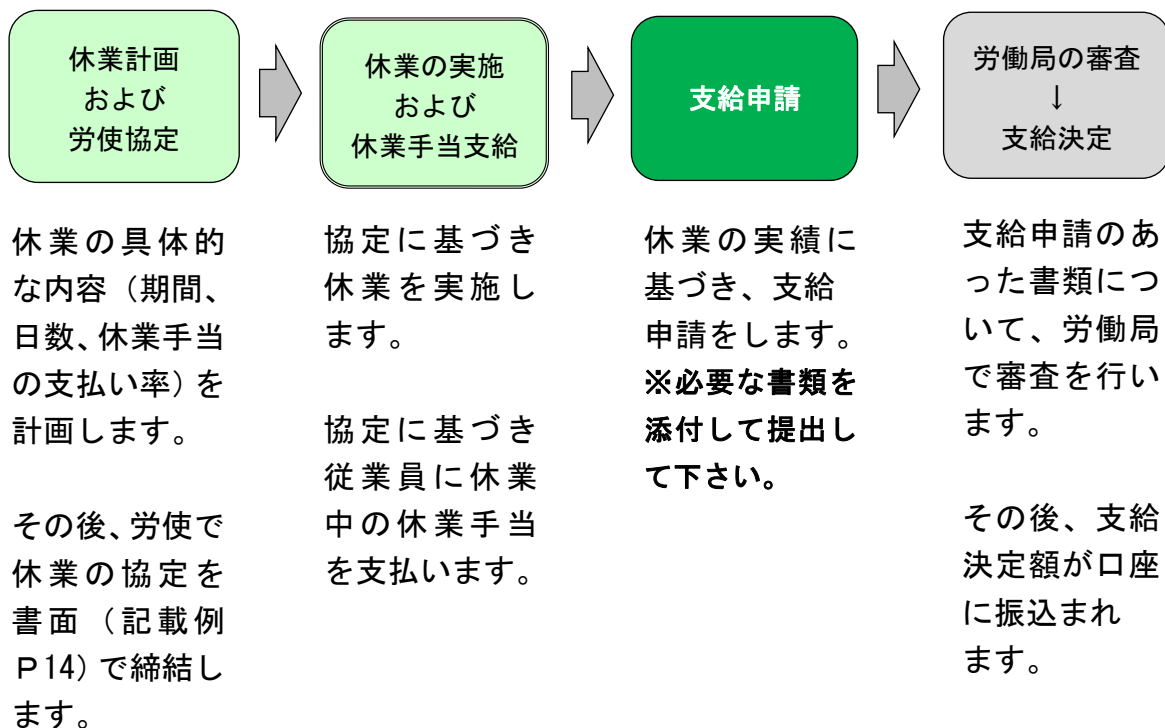 休業計画
および
労使協定
休業の実施
および
休業手当支給
支給申請
労働局の審査
↓
支給決定
休業の具体的
な内容（期間、
日数、休業手当
の支払い率）を
計画します。
その後、労使で
休業の協定を
書面（記載例
Ｐ14）で締結し
ます。
協定に基づき
休業を実施し
ます。
協定に基づき
従業員に休業
中の休業手当
を支払います。
休業の実績に
基づき、支給
申請をします。
※必要な書類を
添付して提出し
て下さい。
支給申請のあ
った書類につ
いて、労働局
で審査を行い
ます。
その後、支給
決定額が口座
に振込まれ
ます。